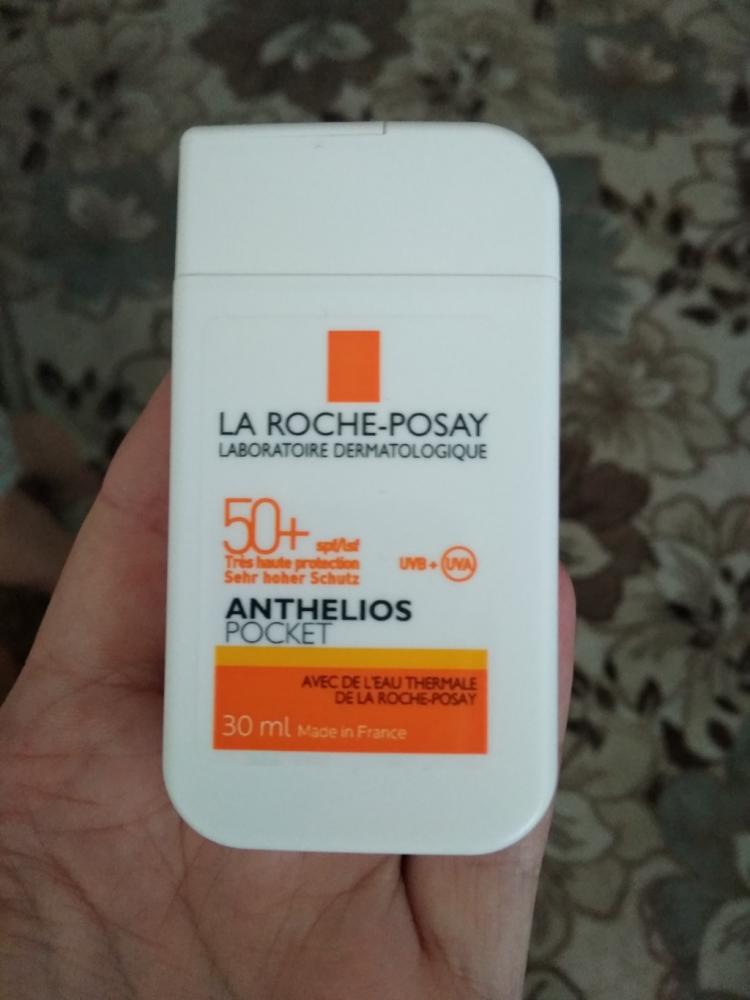 LA ROCHE-POSAY
LABORATOIRE DERMATOLOGIQUE
50+ spf/lsf
Très haute protection
Sehr hoher Schutz
UVB + UVA
ANTHELIOS
POCKET
AVEC DE L'EAU THERMALE
DE LA ROCHE-POSAY
30 ml Made in France